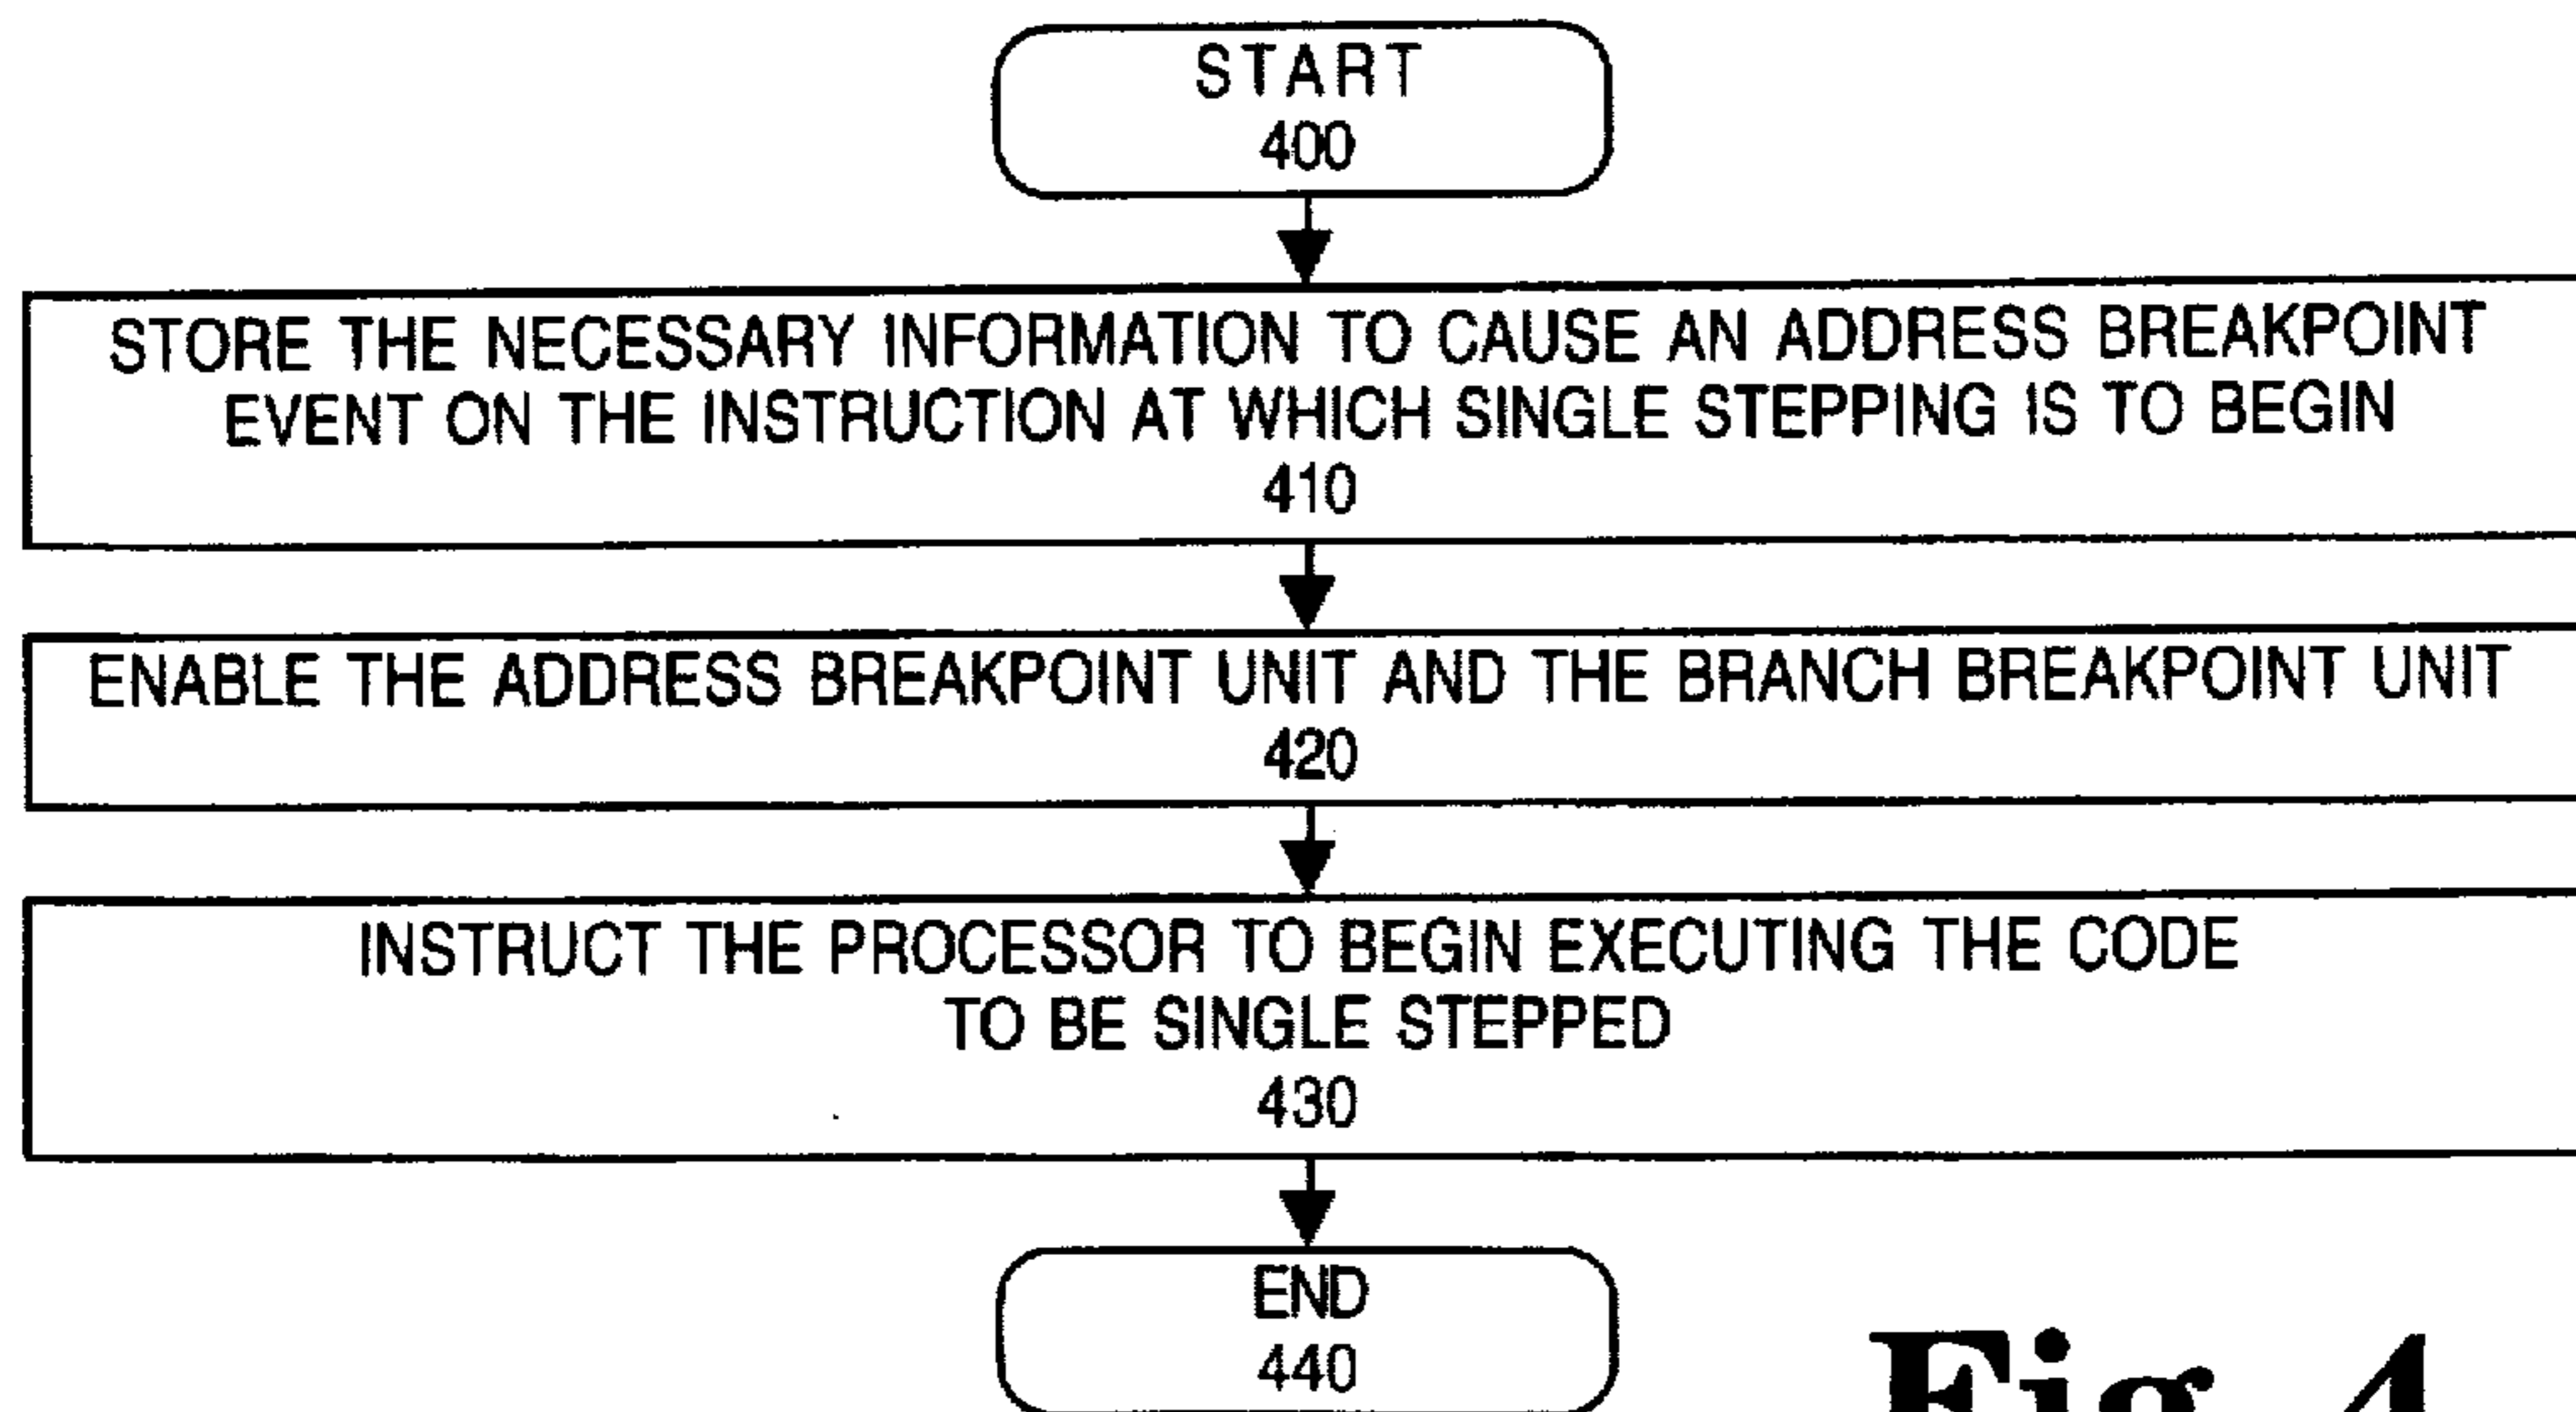 START
400
STORE THE NECESSARY INFORMATION TO CAUSE AN ADDRESS BREAKPOINT
EVENT ON THE INSTRUCTION AT WHICH SINGLE STEPPING IS TO BEGIN
410
ENABLE THE ADDRESS BREAKPOINT UNIT AND THE BRANCH BREAKPOINT UNIT
420
INSTRUCT THE PROCESSOR TO BEGIN EXECUTING THE CODE
TO BE SINGLE STEPPED
430
END
440
Fig 4